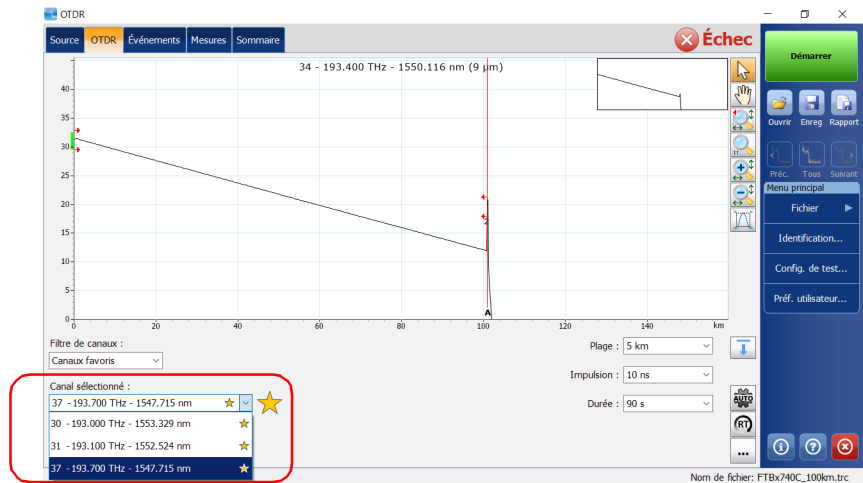 OTDR
Source OTDR Événements Mesures Sommaire
Échec
34 - 193.400 THz - 1550.116 nm (9 µm)
40
35
30
25
20
15
10
5
0
2
A
0 20 40 60 80 100 120 140 km
Filtre de canaux :
Canaux favoris
Canal sélectionné :
37 - 193.700 THz - 1547.715 nm
30 - 193.000 THz - 1553.329 nm
31 - 193.100 THz - 1552.524 nm
37 - 193.700 THz - 1547.715 nm
Plage : 5 km
Impulsion : 10 ns
Durée : 90 s
1:1
AUTO
RT
...
Démarrer
Ouvrir Enreg Rapport
Préc. Tous Suivant
Menu principal
Fichier
Identification...
Config. de test...
Préf. utilisateur...
Nom de fichier: FTBx740C_100km.trc